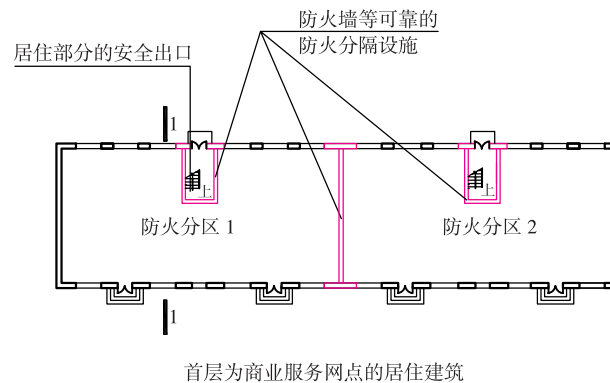 防火墙等可靠的
防火分隔设施
居住部分的安全出口
1
上
上
防火分区 1
防火分区 2
1
首层为商业服务网点的居住建筑